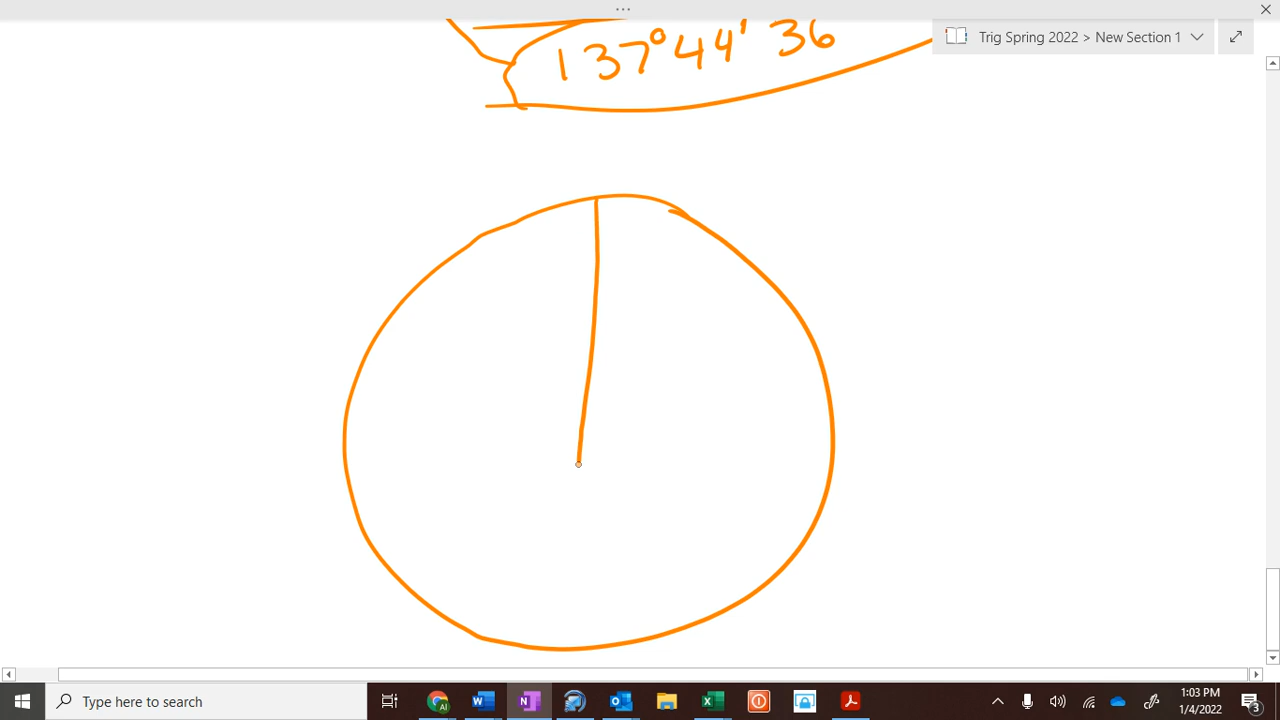 137°44'36
Trig Spring 2022 > New Section 1
Type here to search
1:03 PM
1/4/2022
3